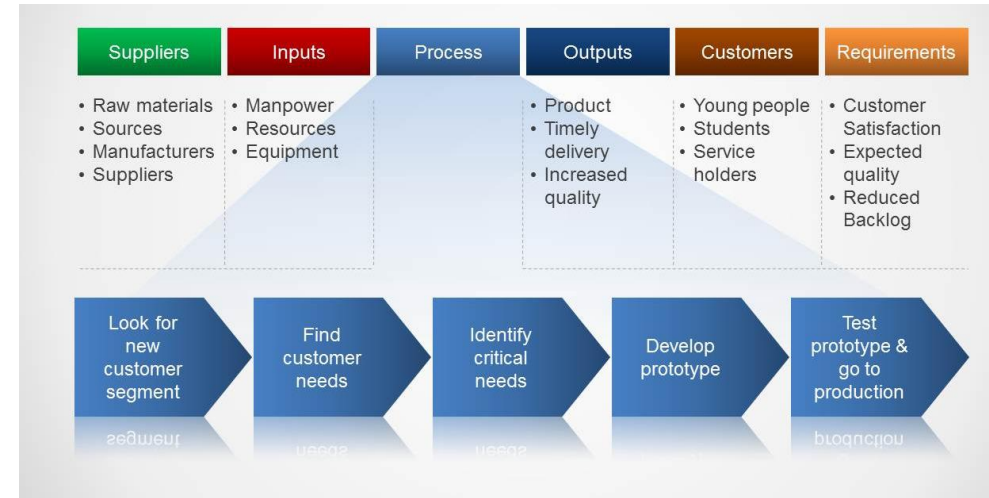 Suppliers
Inputs
Process
Outputs
Customers
Requirements
• Raw materials
• Sources
• Manufacturers
• Suppliers
• Manpower
• Resources
• Equipment
• Product
• Timely
delivery
• Increased
quality
• Young people
• Students
• Service
holders
• Customer
Satisfaction
• Expected
quality
• Reduced
Backlog
Look for
new
customer
segment
Find
customer
needs
Identify
critical
needs
Develop
prototype
Test
prototype &
go to
production